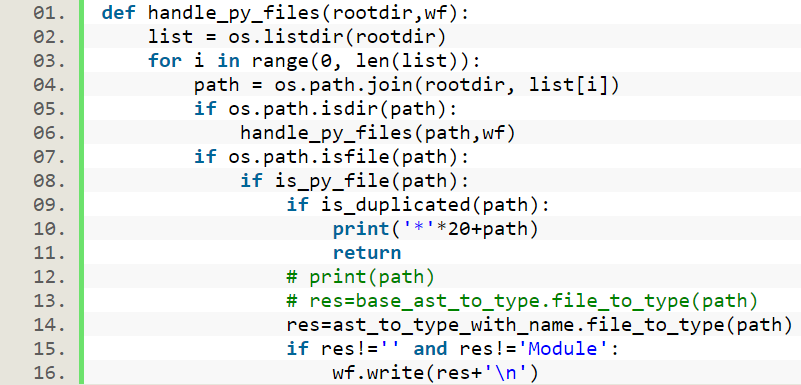 01. def handle_py_files(rootdir,wf):
02.     list = os.listdir(rootdir)
03.     for i in range(0, len(list)):
04.         path = os.path.join(rootdir, list[i])
05.         if os.path.isdir(path):
06.             handle_py_files(path,wf)
07.         if os.path.isfile(path):
08.             if is_py_file(path):
09.                 if is_duplicated(path):
10.                     print('*'*20+path)
11.                     return
12.                 # print(path)
13.                 # res=base_ast_to_type.file_to_type(path)
14.                 res=ast_to_type_with_name.file_to_type(path)
15.                 if res!='' and res!='Module':
16.                     wf.write(res+'\n')